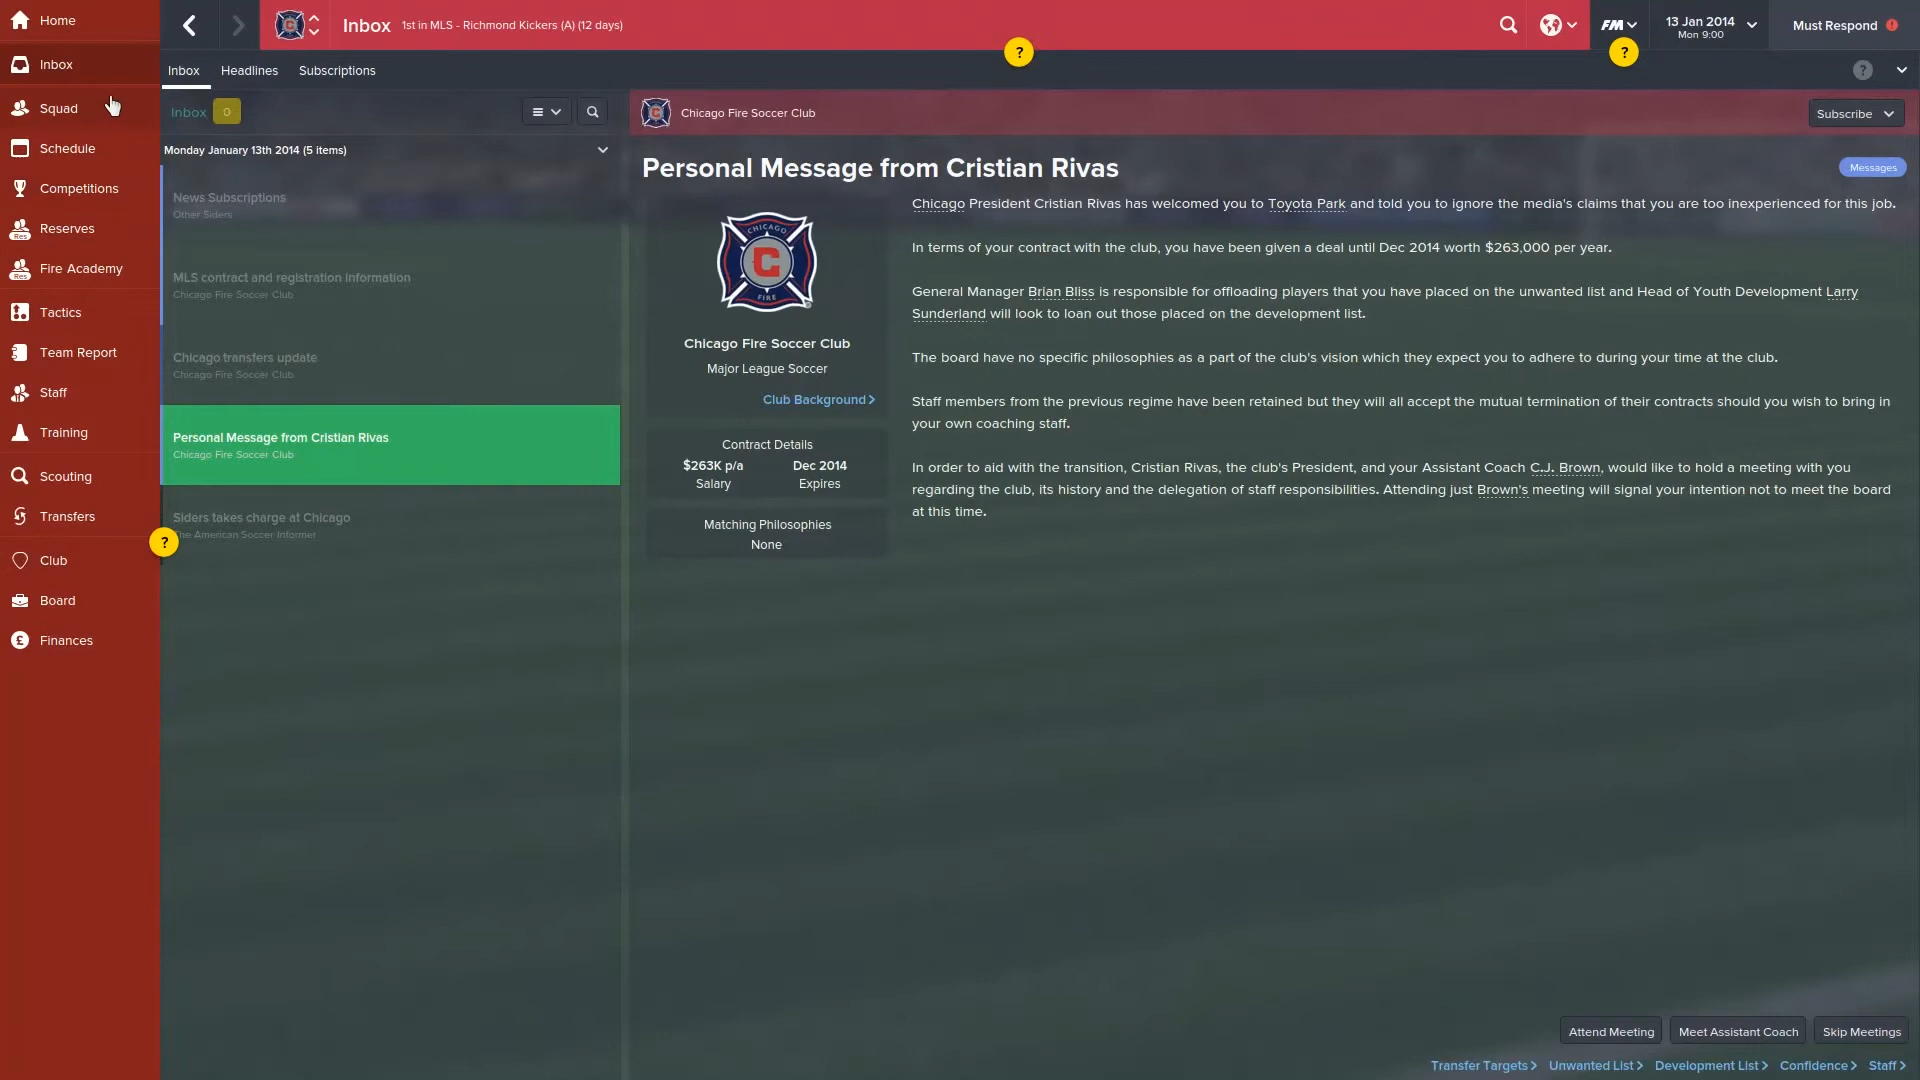 Home
Inbox
Squad
Schedule
Competitions
Res
Reserves
Res
Fire Academy
Tactics
Team Report
Staff
Training
Scouting
Transfers
Club
Board
£
Finances
C
Inbox
1st in MLS - Richmond Kickers (A) (12 days)
FM
13 Jan 2014
Mon 9:00
Must Respond
!
?
?
Inbox
Headlines
Subscriptions
?
Inbox
0
Monday January 13th 2014 (5 items)
News Subscriptions
Other Siders
MLS contract and registration information
Chicago Fire Soccer Club
Chicago transfers update
Chicago Fire Soccer Club
Personal Message from Cristian Rivas
Chicago Fire Soccer Club
Siders takes charge at Chicago
The American Soccer Informer
?
Chicago Fire Soccer Club
Subscribe
Personal Message from Cristian Rivas
Messages
CHICAGO
C
FIRE
Chicago Fire Soccer Club
Major League Soccer
Club Background >
Contract Details
$263K p/a
Dec 2014
Salary
Expires
Matching Philosophies
None
Chicago President Cristian Rivas has welcomed you to Toyota Park and told you to ignore the media's claims that you are too inexperienced for this job.
In terms of your contract with the club, you have been given a deal until Dec 2014 worth $263,000 per year.
General Manager Brian Bliss is responsible for offloading players that you have placed on the unwanted list and Head of Youth Development Larry
Sunderland will look to loan out those placed on the development list.
The board have no specific philosophies as a part of the club's vision which they expect you to adhere to during your time at the club.
Staff members from the previous regime have been retained but they will all accept the mutual termination of their contracts should you wish to bring in
your own coaching staff.
In order to aid with the transition, Cristian Rivas, the club's President, and your Assistant Coach C.J. Brown, would like to hold a meeting with you
regarding the club, its history and the delegation of staff responsibilities. Attending just Brown's meeting will signal your intention not to meet the board
at this time.
Attend Meeting
Meet Assistant Coach
Skip Meetings
Transfer Targets >
Unwanted List >
Development List >
Confidence >
Staff >